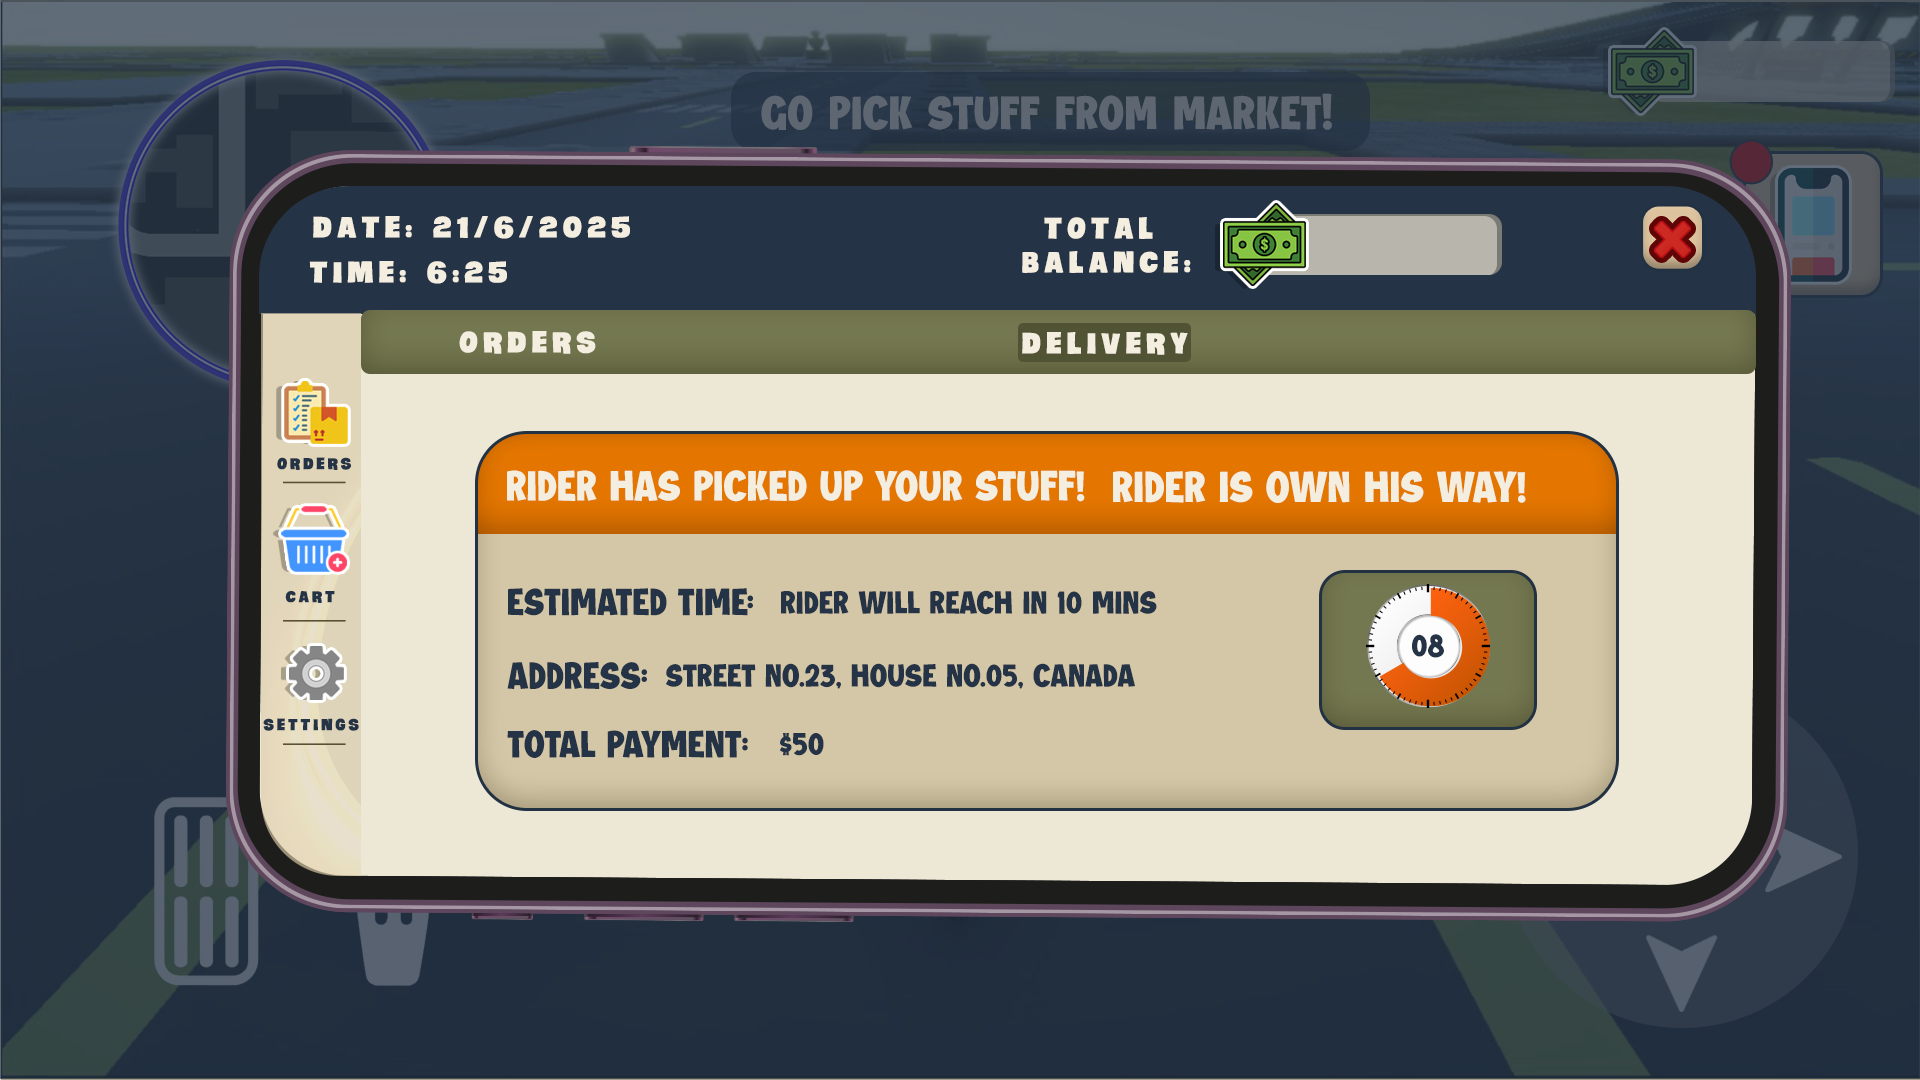 GO PICK STUFF FROM MARKET!
DATE: 21/6/2025
TIME: 6:25
TOTAL
BALANCE:
ORDERS
DELIVERY
ORDERS
CART
SETTINGS
RIDER HAS PICKED UP YOUR STUFF! RIDER IS OWN HIS WAY!
ESTIMATED TIME: RIDER WILL REACH IN 10 MINS
08
ADDRESS: STREET NO.23, HOUSE NO.05, CANADA
TOTAL PAYMENT: $50